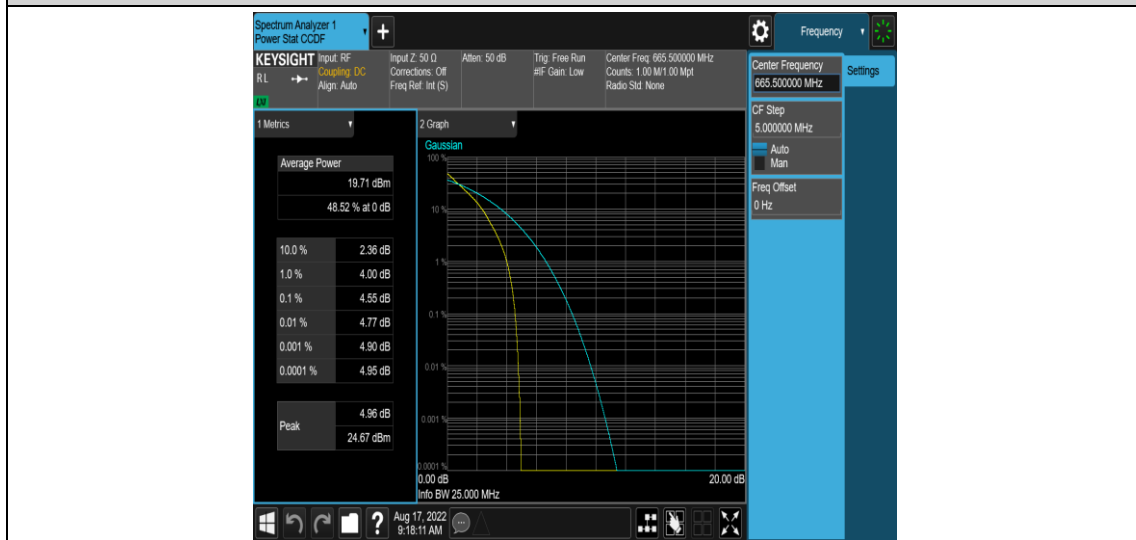 Spectrum Analyzer 1
Power Stat CCDF
+
Frequency
KEYSIGHT
RL
LXI
Input: RF
Coupling: DC
Align: Auto
Input Z: 50 Ω
Corrections: Off
Freq Ref: Int (S)
Atten: 50 dB
Trig: Free Run
#IF Gain: Low
Center Freq: 665.500000 MHz
Counts: 1.00 M/1.00 Mpt
Radio Std: None
Center Frequency
665.500000 MHz
Settings
CF Step
5.000000 MHz
Auto
Man
Freq Offset
0 Hz
1 Metrics
Average Power
19.71 dBm
48.52 % at 0 dB
10.0 % 2.36 dB
1.0 % 4.00 dB
0.1 % 4.55 dB
0.01 % 4.77 dB
0.001 % 4.90 dB
0.0001 % 4.95 dB
Peak 4.96 dB
24.67 dBm
2 Graph
Gaussian
100 %
10 %
1 %
0.1 %
0.01 %
0.001 %
0.0001 %
0.00 dB 20.00 dB
Info BW 25.000 MHz
?
Aug 17, 2022
9:18:11 AM